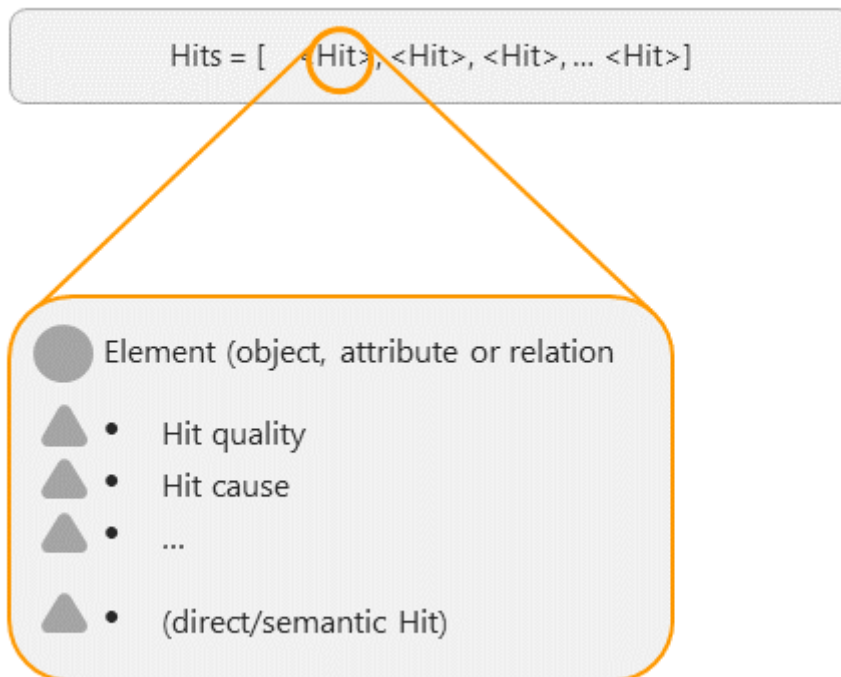 Hits = [ <Hit>, <Hit>, <Hit>, ... <Hit>]
Element (object, attribute or relation
• Hit quality
• Hit cause
• ...
• (direct/semantic Hit)